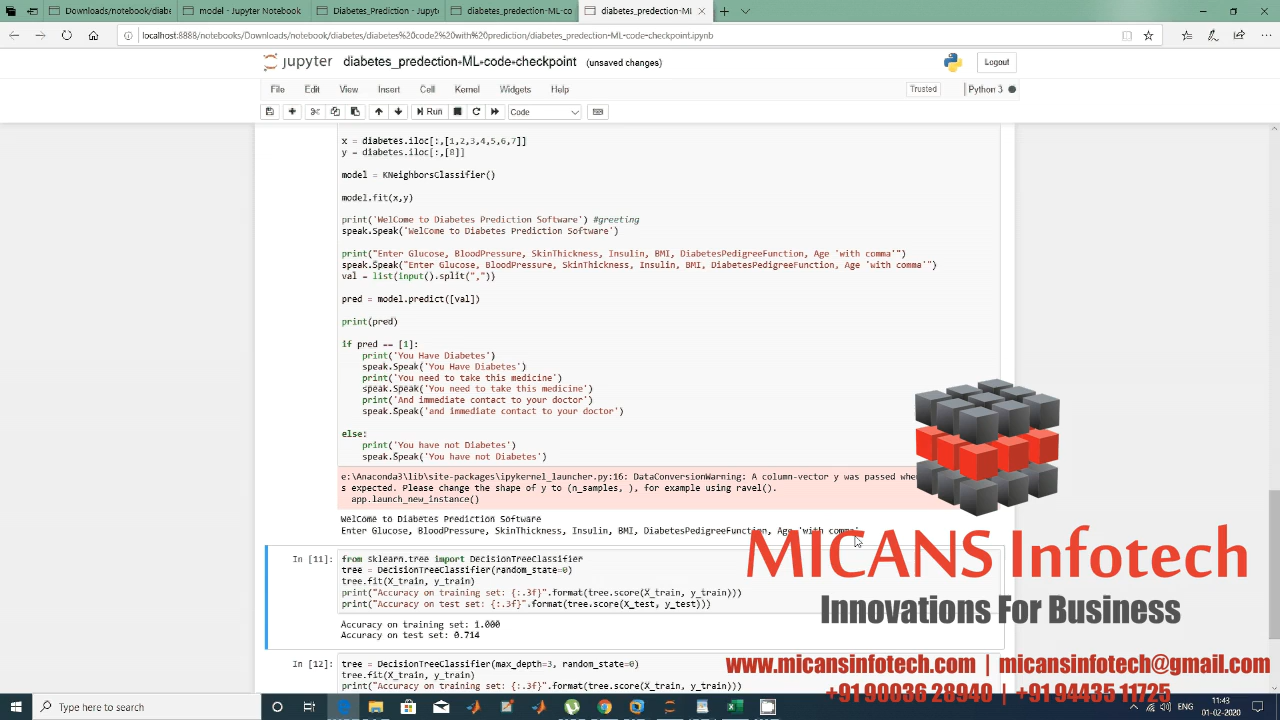 Downloads/notebook/diabe
model - Jupyter Notebook
Diabetes_Prediction - Jupyt
diabetes_predection-ML-co
diabetes_predection-ML
localhost:8888/notebooks/Downloads/notebook/diabetes/diabetes%20code2%20with%20prediction/diabetes_predection-ML-code-checkpoint.ipynb
jupyter diabetes_predection-ML-code-checkpoint (unsaved changes)
Logout
File Edit View Insert Cell Kernel Widgets Help
Trusted
Python 3
Run
Code
x = diabetes.iloc[:,[1,2,3,4,5,6,7]]
y = diabetes.iloc[:,[8]]
model = KNeighborsClassifier()
model.fit(x,y)
print('WelCome to Diabetes Prediction Software') #greeting
speak.Speak('WelCome to Diabetes Prediction Software')
print("Enter Glucose, BloodPressure, SkinThickness, Insulin, BMI, DiabetesPedigreeFunction, Age 'with comma'")
speak.Speak("Enter Glucose, BloodPressure, SkinThickness, Insulin, BMI, DiabetesPedigreeFunction, Age 'with comma'")
val = list(input().split(","))
pred = model.predict([val])
print(pred)
if pred == [1]:
print('You Have Diabetes')
speak.Speak('You Have Diabetes')
print('You need to take this medicine')
speak.Speak('You need to take this medicine')
print('And immediate contact to your doctor')
speak.Speak('and immediate contact to your doctor')
else:
print('You have not Diabetes')
speak.Speak('You have not Diabetes')
e:\Anaconda3\lib\site-packages\ipykernel_launcher.py:16: DataConversionWarning: A column-vector y was passed whe
s expected. Please change the shape of y to (n_samples, ), for example using ravel().
app.launch_new_instance()
WelCome to Diabetes Prediction Software
Enter Glucose, BloodPressure, SkinThickness, Insulin, BMI, DiabetesPedigreeFunction, Age 'with comma'
In [11]: from sklearn.tree import DecisionTreeClassifier
tree = DecisionTreeClassifier(random_state=0)
tree.fit(X_train, y_train)
print("Accuracy on training set: {:.3f}".format(tree.score(X_train, y_train)))
print("Accuracy on test set: {:.3f}".format(tree.score(X_test, y_test)))
Accuracy on training set: 1.000
Accuracy on test set: 0.714
In [12]: tree = DecisionTreeClassifier(max_depth=3, random_state=0)
tree.fit(X_train, y_train)
print("Accuracy on training set: {:.3f}".format(tree.score(X_train, y_train)))
MICANS Infotech
Innovations For Business
www.micansinfotech.com | micansinfotech@gmail.com
+91 90036 28940 | +91 94435 11725
Type here to search
ENG
11:43
01-02-2020